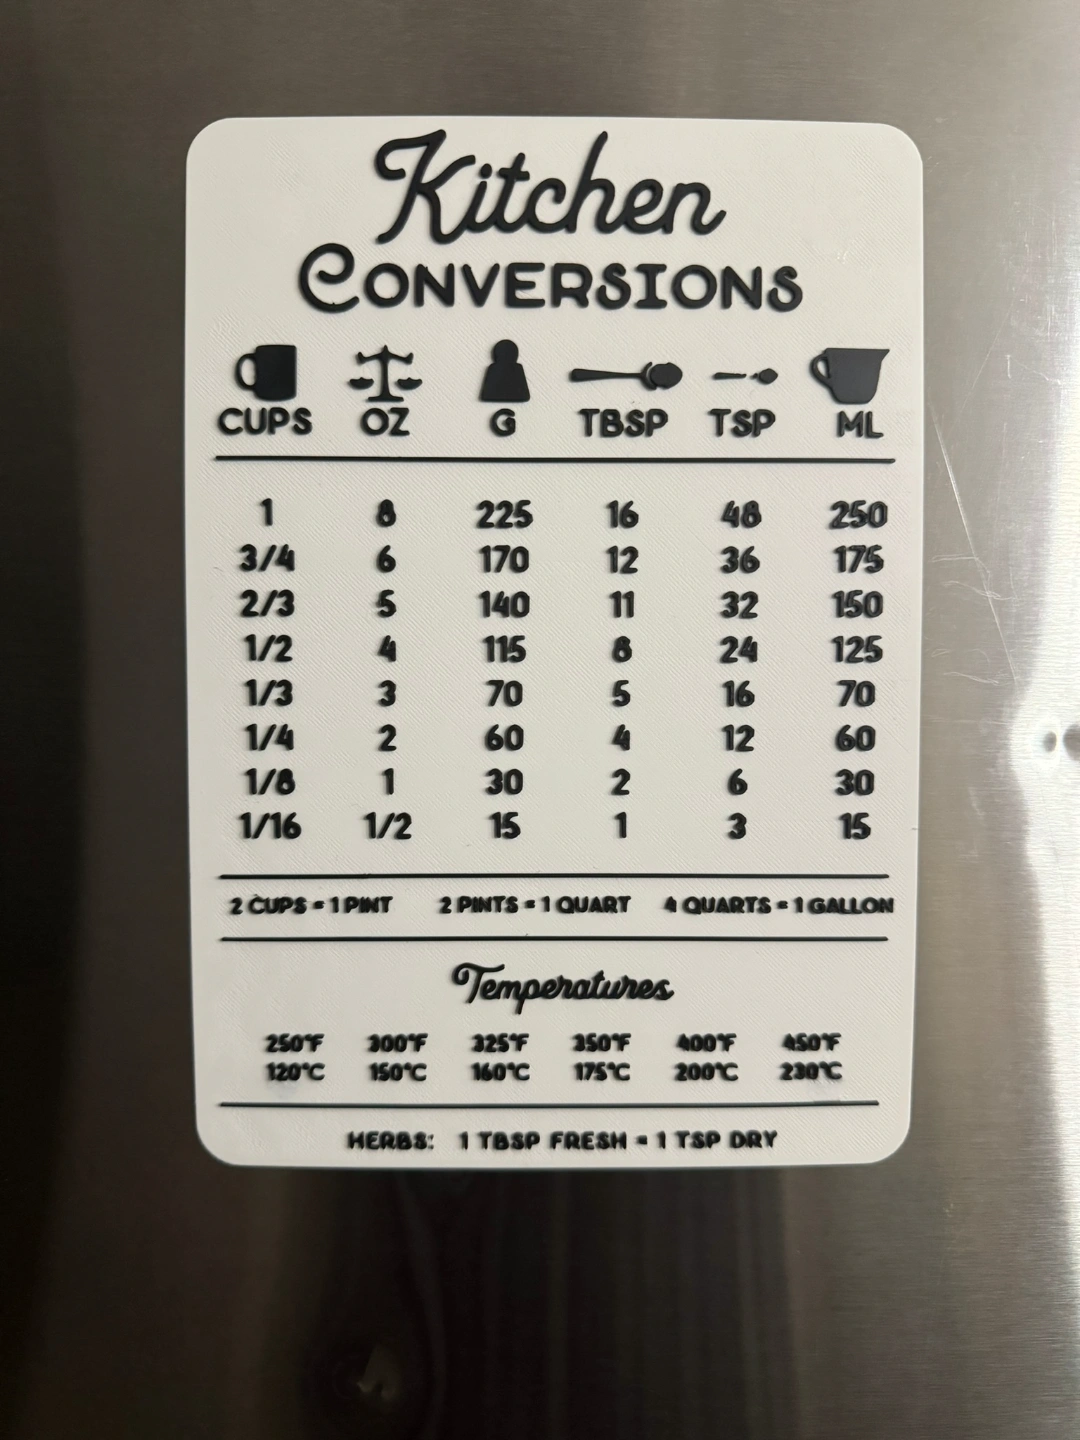 Kitchen
CONVERSIONS
CUPS OZ G TBSP TSP ML
1 8 225 16 48 250
3/4 6 170 12 36 175
2/3 5 140 11 32 150
1/2 4 115 8 24 125
1/3 3 70 5 16 70
1/4 2 60 4 12 60
1/8 1 30 2 6 30
1/16 1/2 15 1 3 15
2 CUPS = 1 PINT 2 PINTS = 1 QUART 4 QUARTS = 1 GALLON
Temperatures
250°F 300°F 325°F 350°F 400°F 450°F
120°C 150°C 160°C 175°C 200°C 230°C
HERBS: 1 TBSP FRESH = 1 TSP DRY